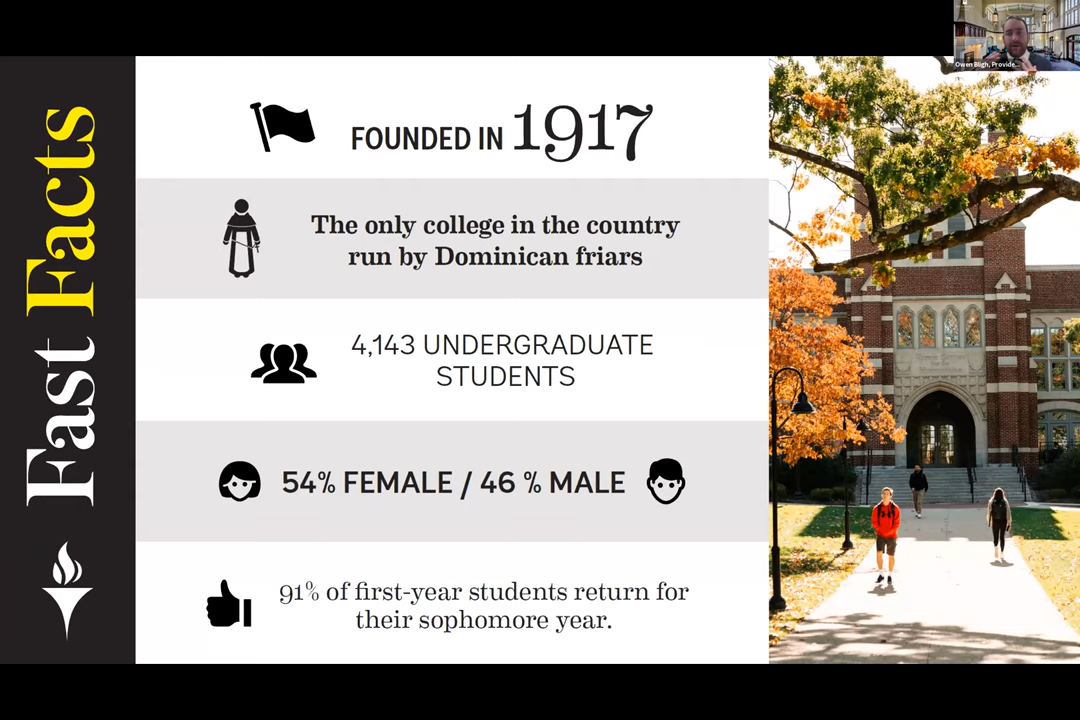 Owen Bligh, Provide...
Fast Facts
FOUNDED IN 1917
The only college in the country
run by Dominican friars
4,143 UNDERGRADUATE
STUDENTS
54% FEMALE / 46 % MALE
91% of first-year students return for
their sophomore year.